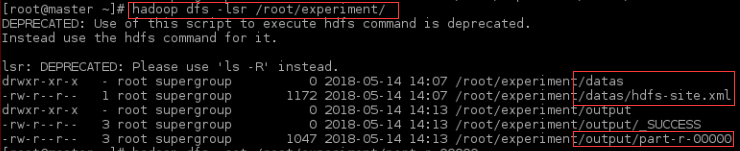 [root@master ~]# hadoop dfs -lsr /root/experiment/
DEPRECATED: Use of this script to execute hdfs command is deprecated.
Instead use the hdfs command for it.
lsr: DEPRECATED: Please use 'ls -R' instead.
drwxr-xr-x - root supergroup 0 2018-05-14 14:07 /root/experiment/datas
-rw-r--r-- 1 root supergroup 1172 2018-05-14 14:07 /root/experiment/datas/hdfs-site.xml
drwxr-xr-x - root supergroup 0 2018-05-14 14:13 /root/experiment/output
-rw-r--r-- 3 root supergroup 0 2018-05-14 14:13 /root/experiment/output/_SUCCESS
-rw-r--r-- 3 root supergroup 1047 2018-05-14 14:13 /root/experiment/output/part-r-00000